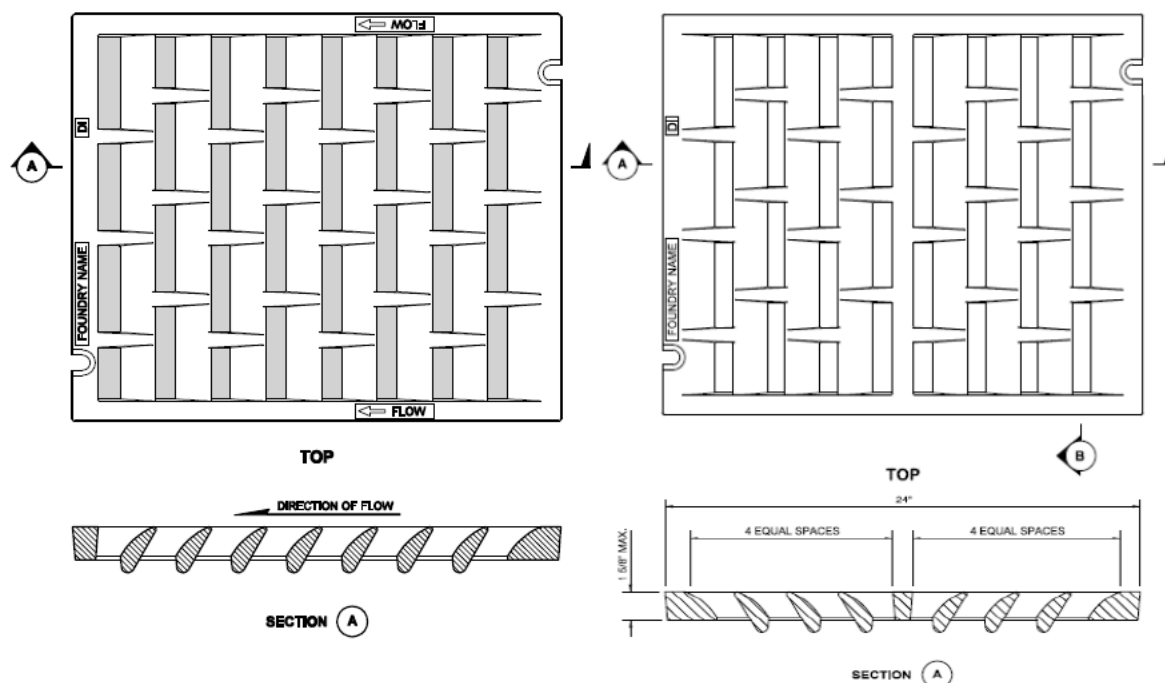 FLOW
A
DI
FOUNDRY NAME
FLOW
TOP
DIRECTION OF FLOW
SECTION A
A
DI
FOUNDRY NAME
B
TOP
24"
4 EQUAL SPACES
4 EQUAL SPACES
1 5/8" MAX.
SECTION A